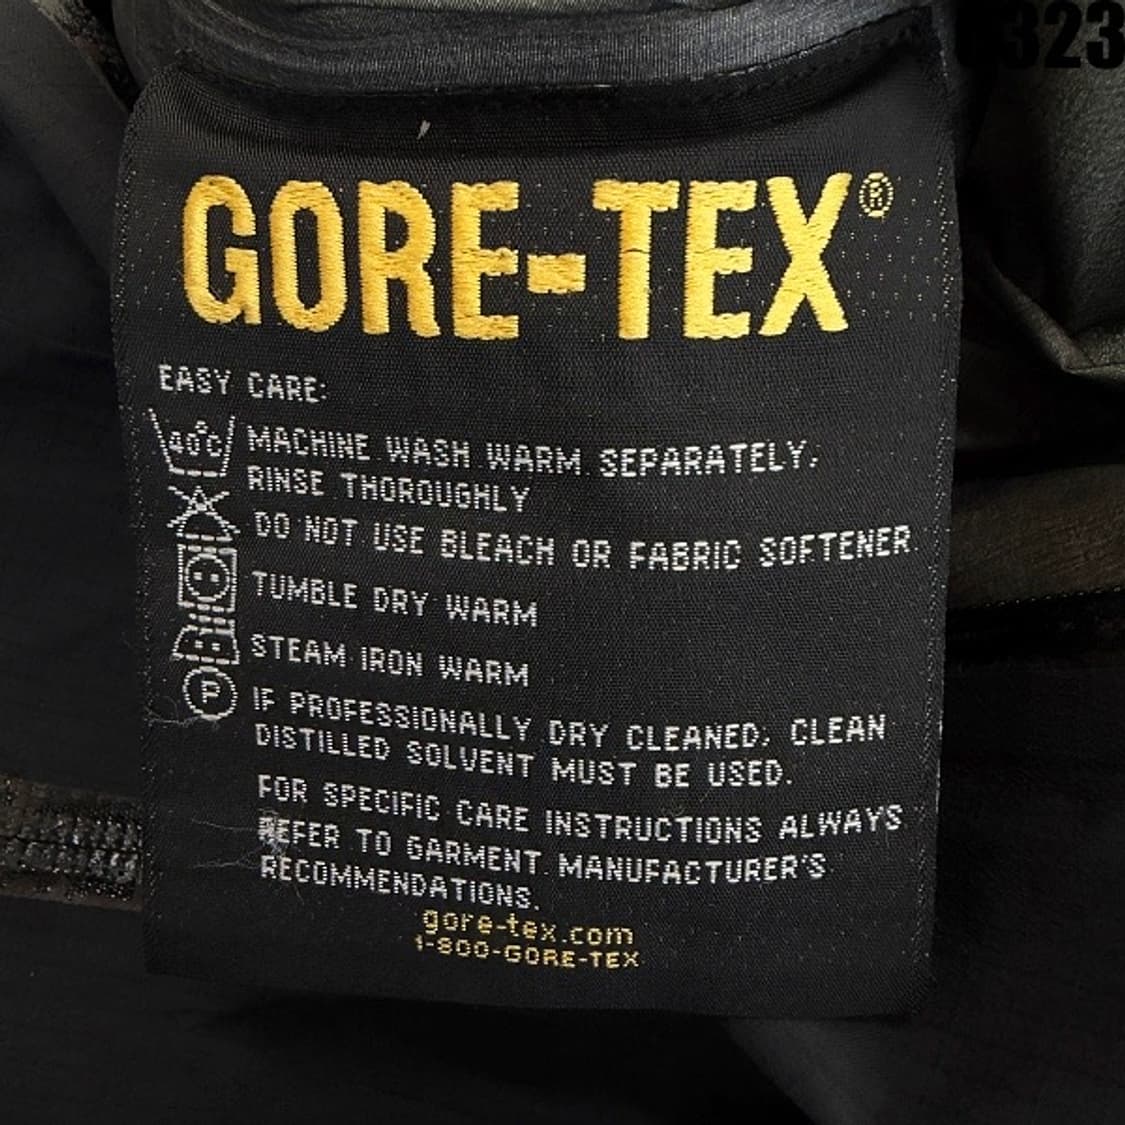 323
GORE-TEX®
EASY CARE:
40°C MACHINE WASH WARM SEPARATELY,
RINSE THOROUGHLY
DO NOT USE BLEACH OR FABRIC SOFTENER.
TUMBLE DRY WARM
STEAM IRON WARM
P IF PROFESSIONALLY DRY CLEANED, CLEAN
DISTILLED SOLVENT MUST BE USED.
FOR SPECIFIC CARE INSTRUCTIONS ALWAYS
REFER TO GARMENT MANUFACTURER'S
RECOMMENDATIONS.
gore-tex.com
1-800-GORE-TEX